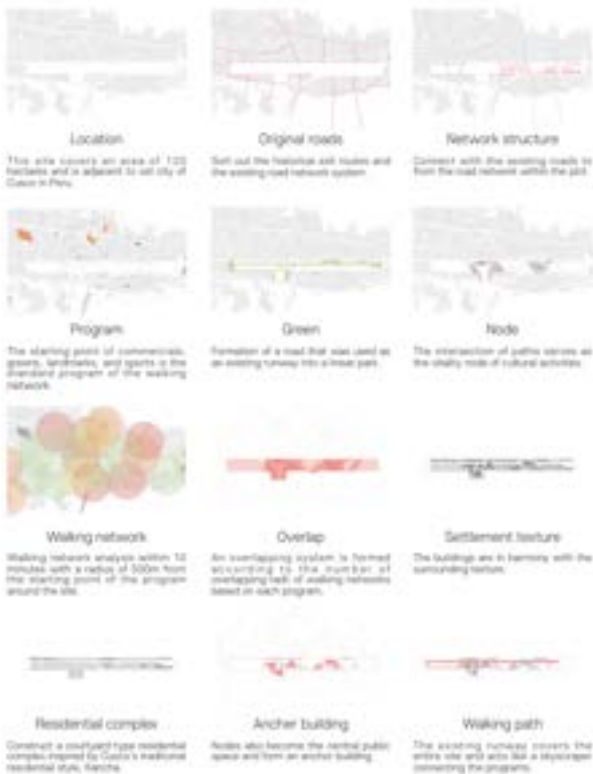 Location
Original roads
Network structure
This site covers an area of 120
hectares and is adjacent to
Cusco in Peru.
Sort out the historical and
the existing road network system
Connect with the existing roads to
from the road network within the plot
Program
Green
Node
The starting point of commercials,
greens, landmarks, and sports is the
standard program of the walking
network.
Formation of a road that was used as
an existing runway into a linear park.
The intersection of paths serves as
the vitality node of cultural activities.
Walking network
Overlap
Settlement texture
Walking network analysis within 10
minutes with a radius of 500m from
the starting point of the program
around the site.
An overlapping system is formed
according to the number of
overlapping of walking networks
based on each program.
The buildings are in harmony with the
surrounding texture.
Residential complex
Ancher building
Walking path
Construct a courtyard type residential
complex inspired by Cusco's traditional
residential style, Kancha.
Nodes also become the central public
space and form an anchor building
The existing runway covers the
entire site and acts like a skyscraper
connecting the programs.